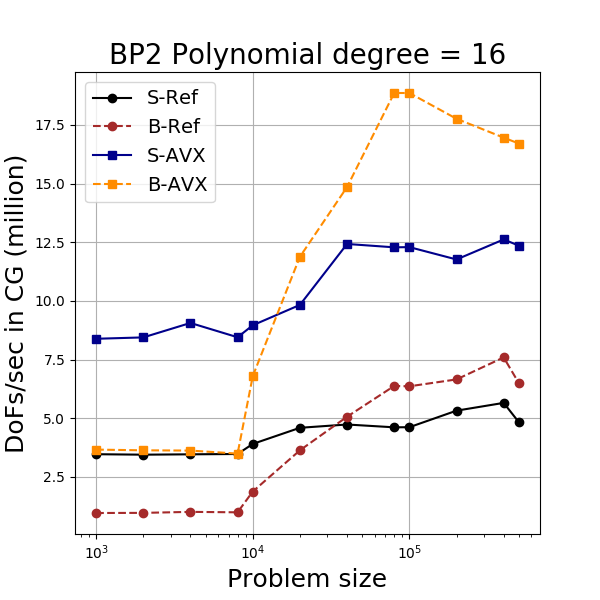 BP2 Polynomial degree = 16
S-Ref
B-Ref
S-AVX
B-AVX
17.5
15.0
12.5
10.0
7.5
5.0
2.5
DoFs/sec in CG (million)
10³
10⁴
10⁵
Problem size